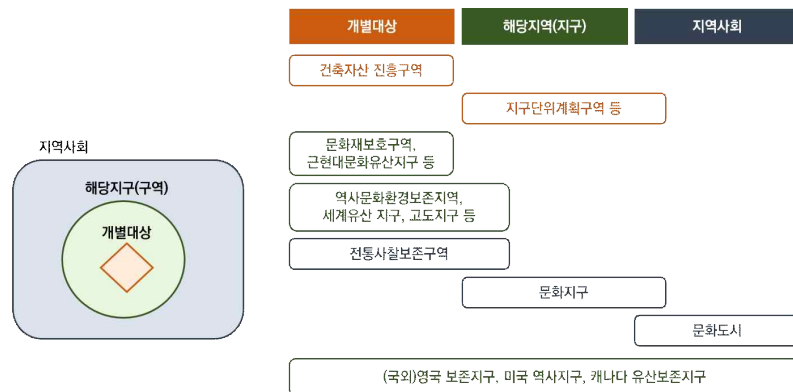 개별대상
해당지역(지구)
지역사회
건축자산 진흥구역
지구단위계획구역 등
문화재보호구역,
근현대문화유산지구 등
역사문화환경보존지역,
세계유산 지구, 고도지구 등
전통사찰보존구역
문화지구
문화도시
(국외)영국 보존지구, 미국 역사지구, 캐나다 유산보존지구
지역사회
해당지구(구역)
개별대상